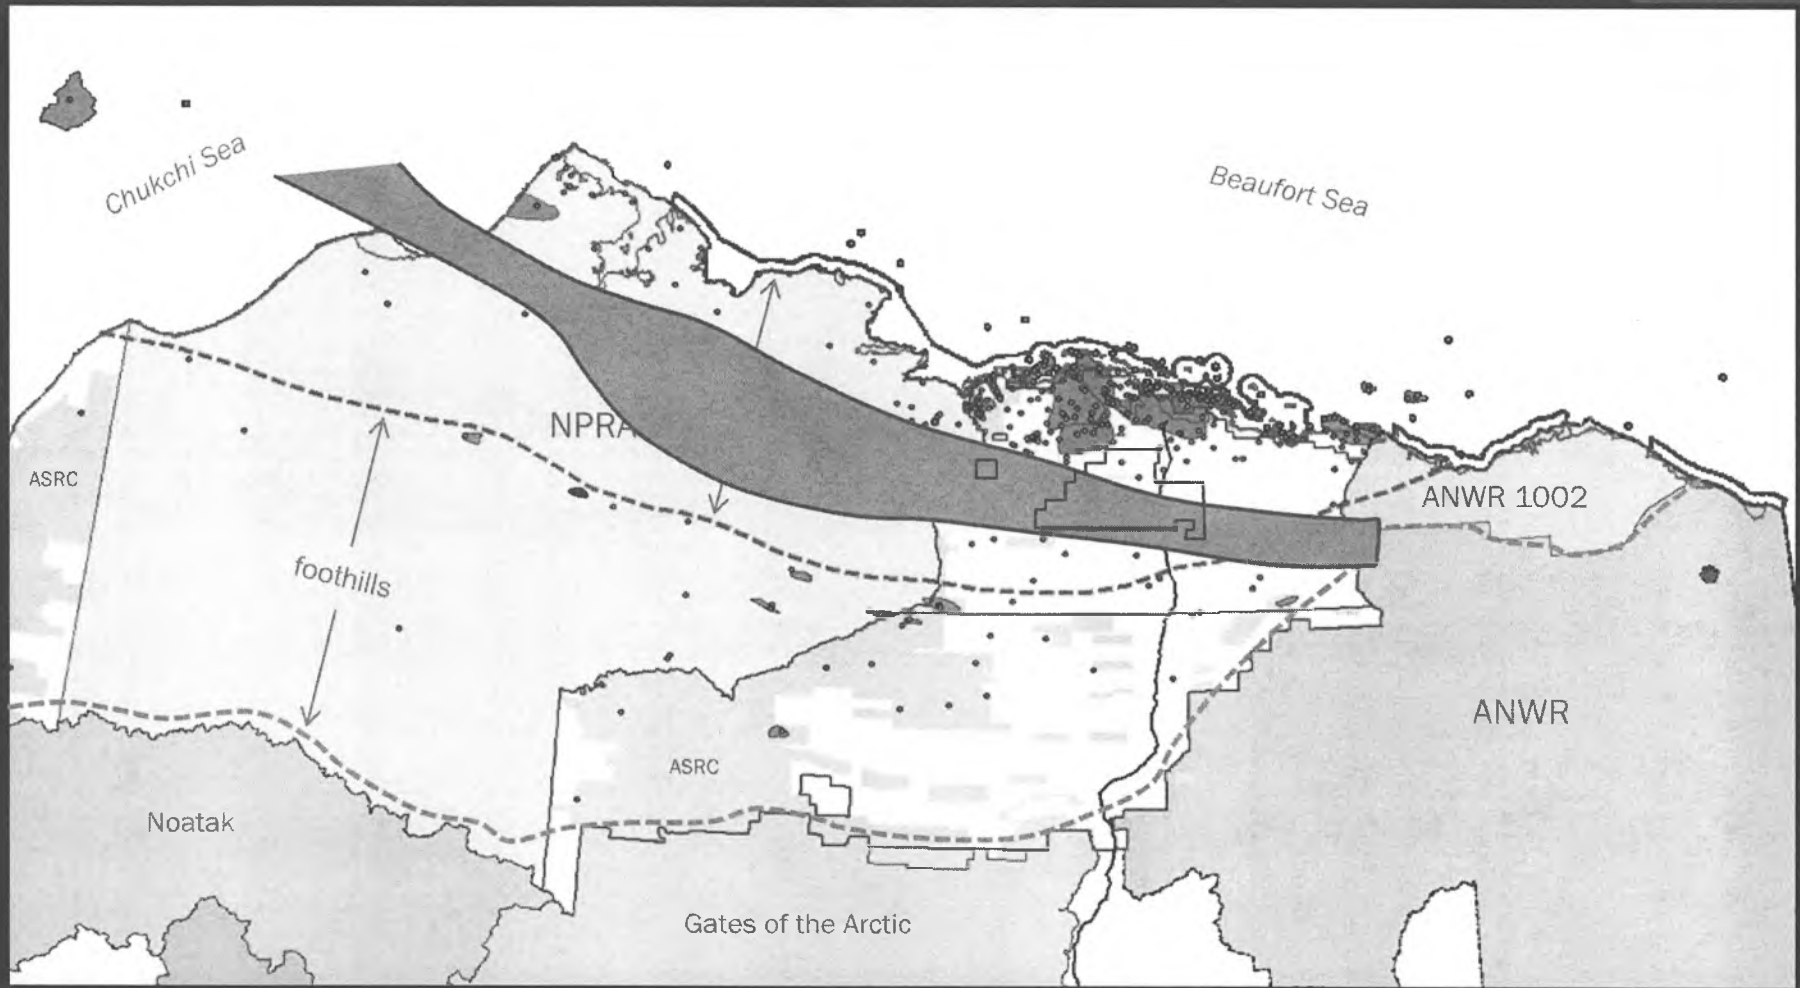 Chukchi Sea
Beaufort Sea
NPRA
ASRC
ANWR 1002
foothills
ANWR
ASRC
Noatak
Gates of the Arctic